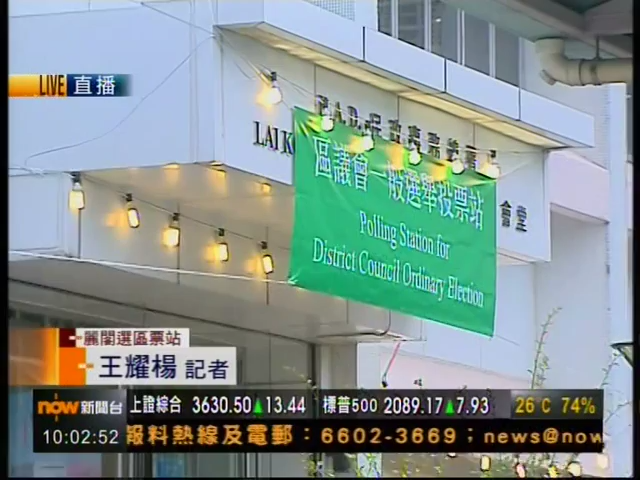 LIVE 直播
LAI K
會堂
區議會一般選舉投票站
Polling Station for
District Council Ordinary Election
麗閣選區票站
王耀楊 記者
now 新聞台 上證綜合 3630.50▲13.44 標普500 2089.17▲7.93 26°C 74%
10:02:52 報料熱線及電郵：6602-3669；news@now